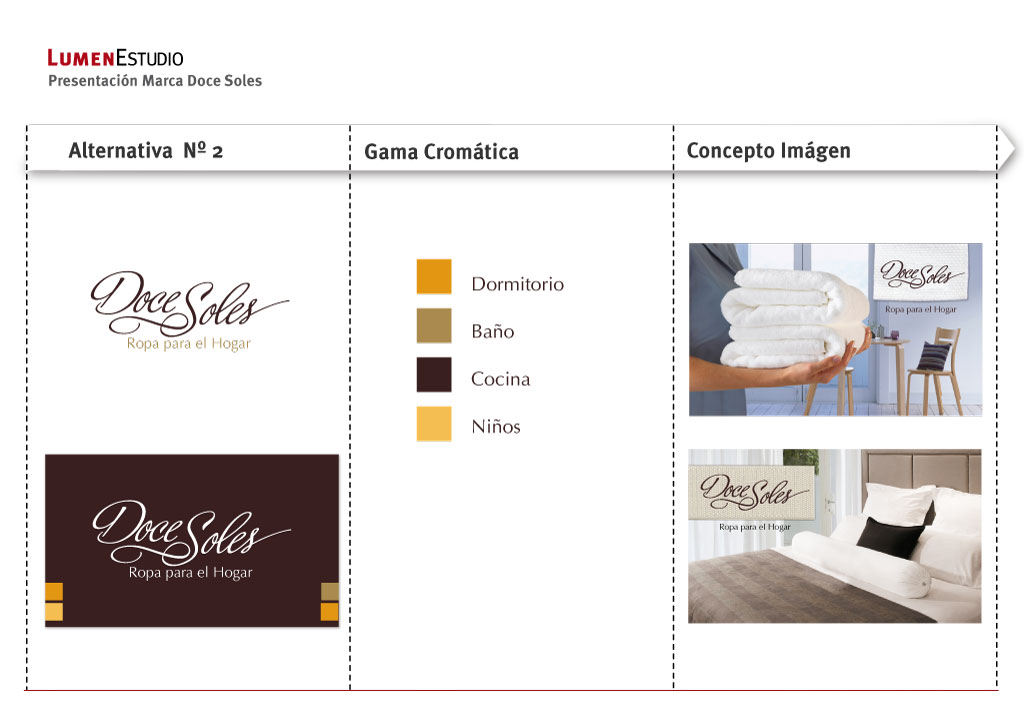 LUMENESTUDIO
Presentación Marca Doce Soles
Alternativa Nº 2
Gama Cromática
Concepto Imágen
Doce Soles
Ropa para el Hogar
Doce Soles
Ropa para el Hogar
Dormitorio
Baño
Cocina
Niños
Doce Soles
Ropa para el Hogar
Doce Soles
Ropa para el Hogar